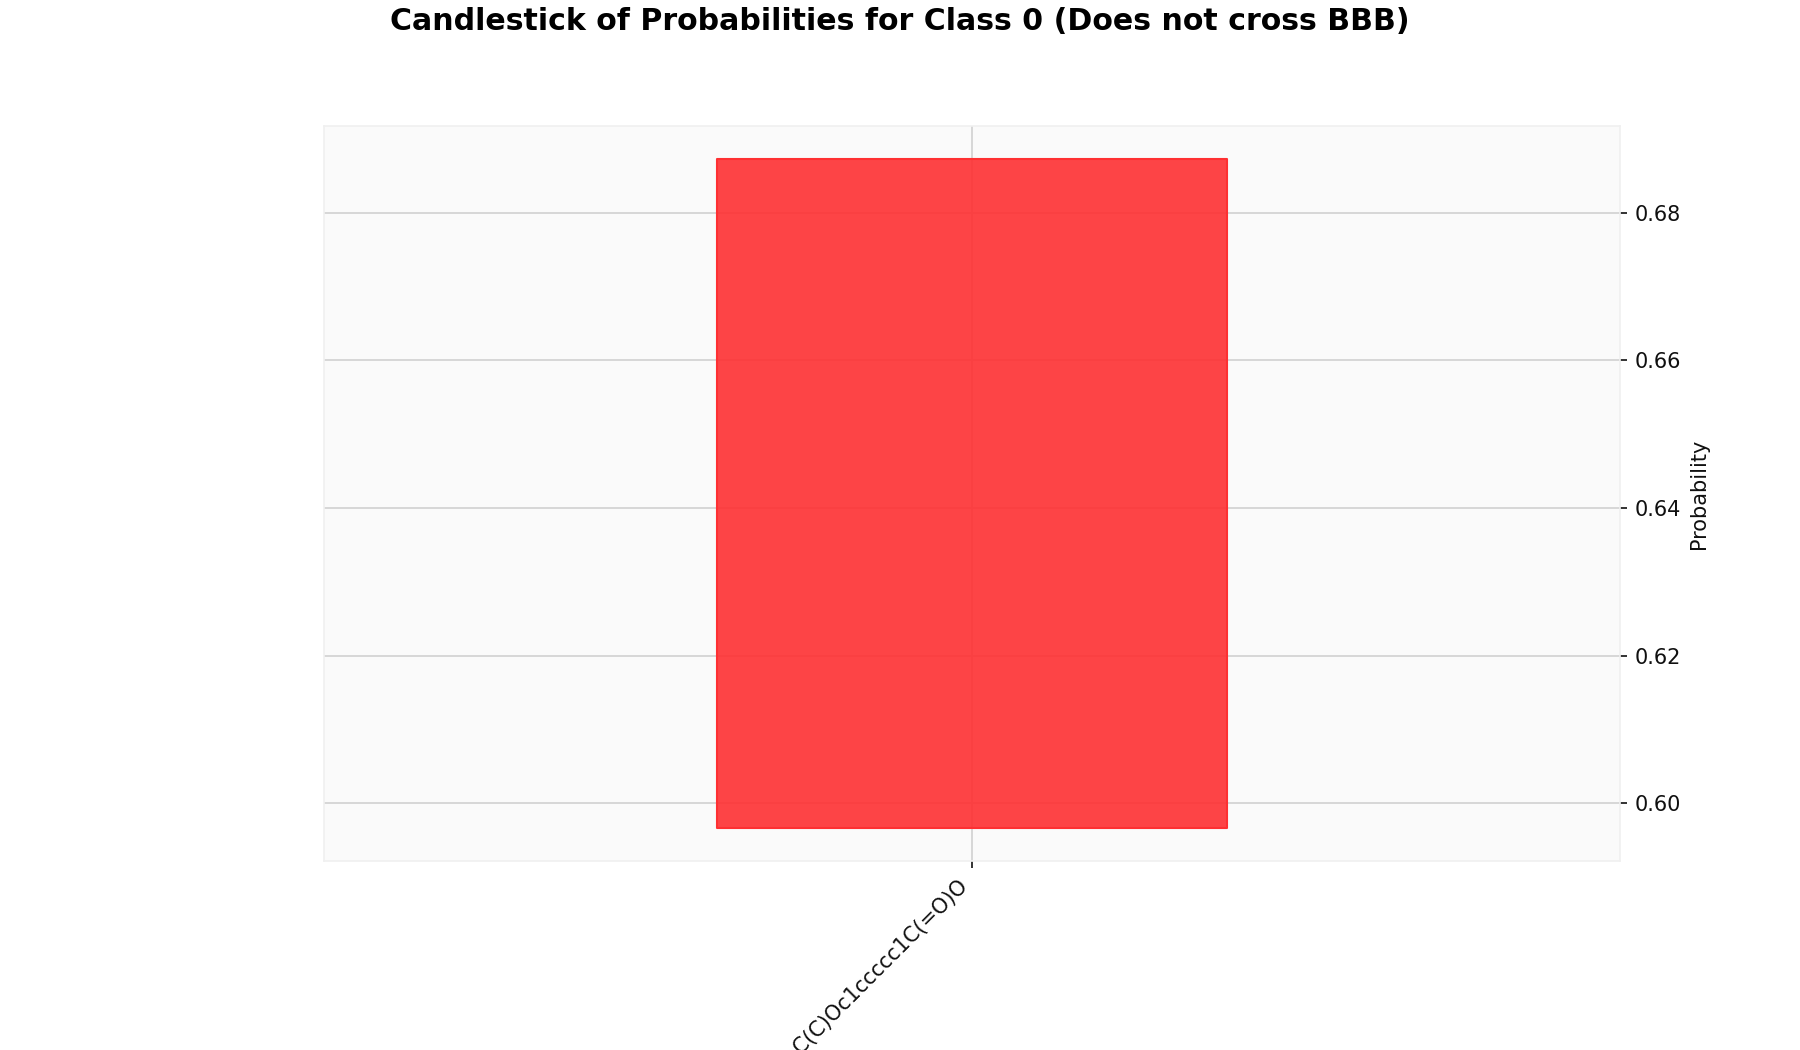 Candlestick of Probabilities for Class 0 (Does not cross BBB)
0.68
0.66
0.64
0.62
0.60
Probability
C(C)Oc1ccccc1C(=O)O